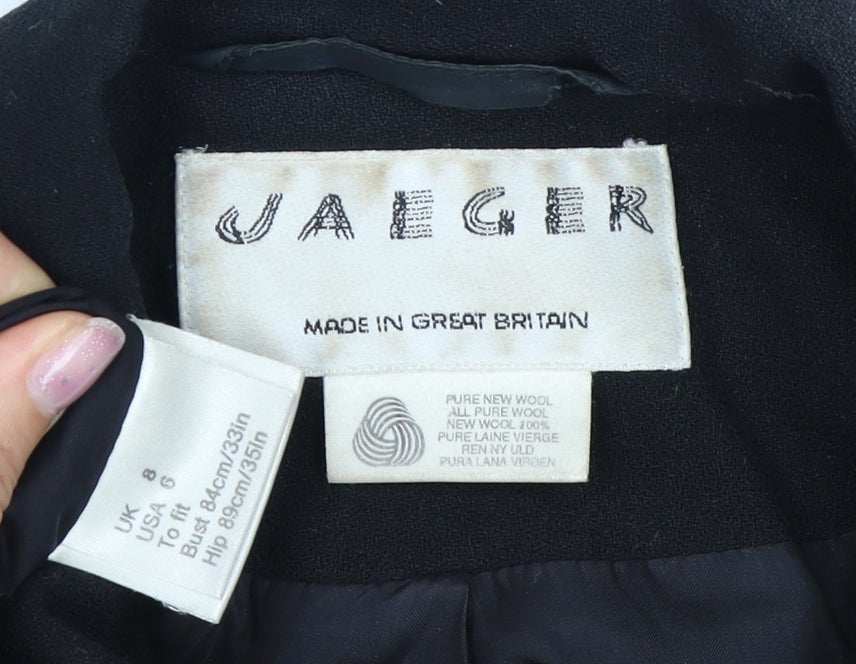 JAEGER
MADE IN GREAT BRITAIN
PURE NEW WOOL
ALL PURE WOOL
NEW WOOL 100%
PURE LAINE VIERGE
REN NY ULD
PURA LANA VIRGEN
UK 8
USA 6
To fit
Bust 84cm/33in
Hip 89cm/35in